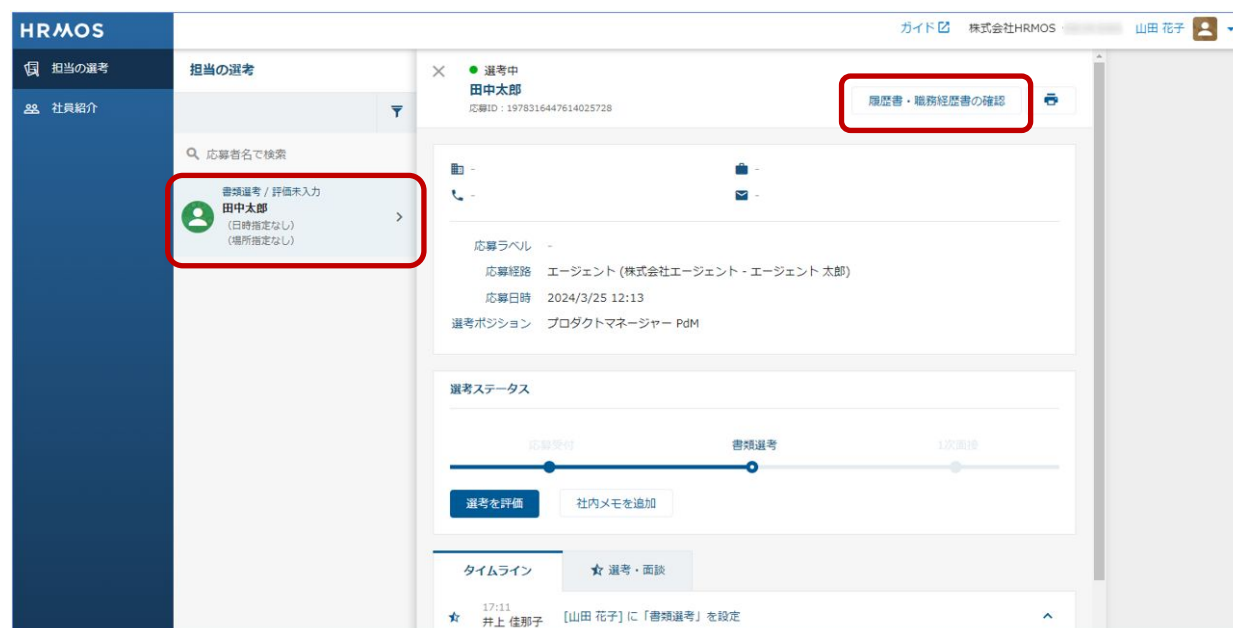 HRMOS
ガイド 株式会社HRMOS 山田 花子
担当の選考
社員紹介
担当の選考
応募者名で検索
書類選考 / 評価未入力
田中太郎
（日時指定なし）
（場所指定なし）
選考中
田中太郎
応募ID : 1978316447614025728
履歴書・職務経歴書の確認
-
-
-
-
応募ラベル -
応募経路 エージェント (株式会社エージェント - エージェント 太郎)
応募日時 2024/3/25 12:13
選考ポジション プロダクトマネージャー PdM
選考ステータス
応募受付 書類選考 1次面接
選考を評価 社内メモを追加
タイムライン 選考・面談
17:11
井上 佳那子 [山田 花子] に「書類選考」を設定